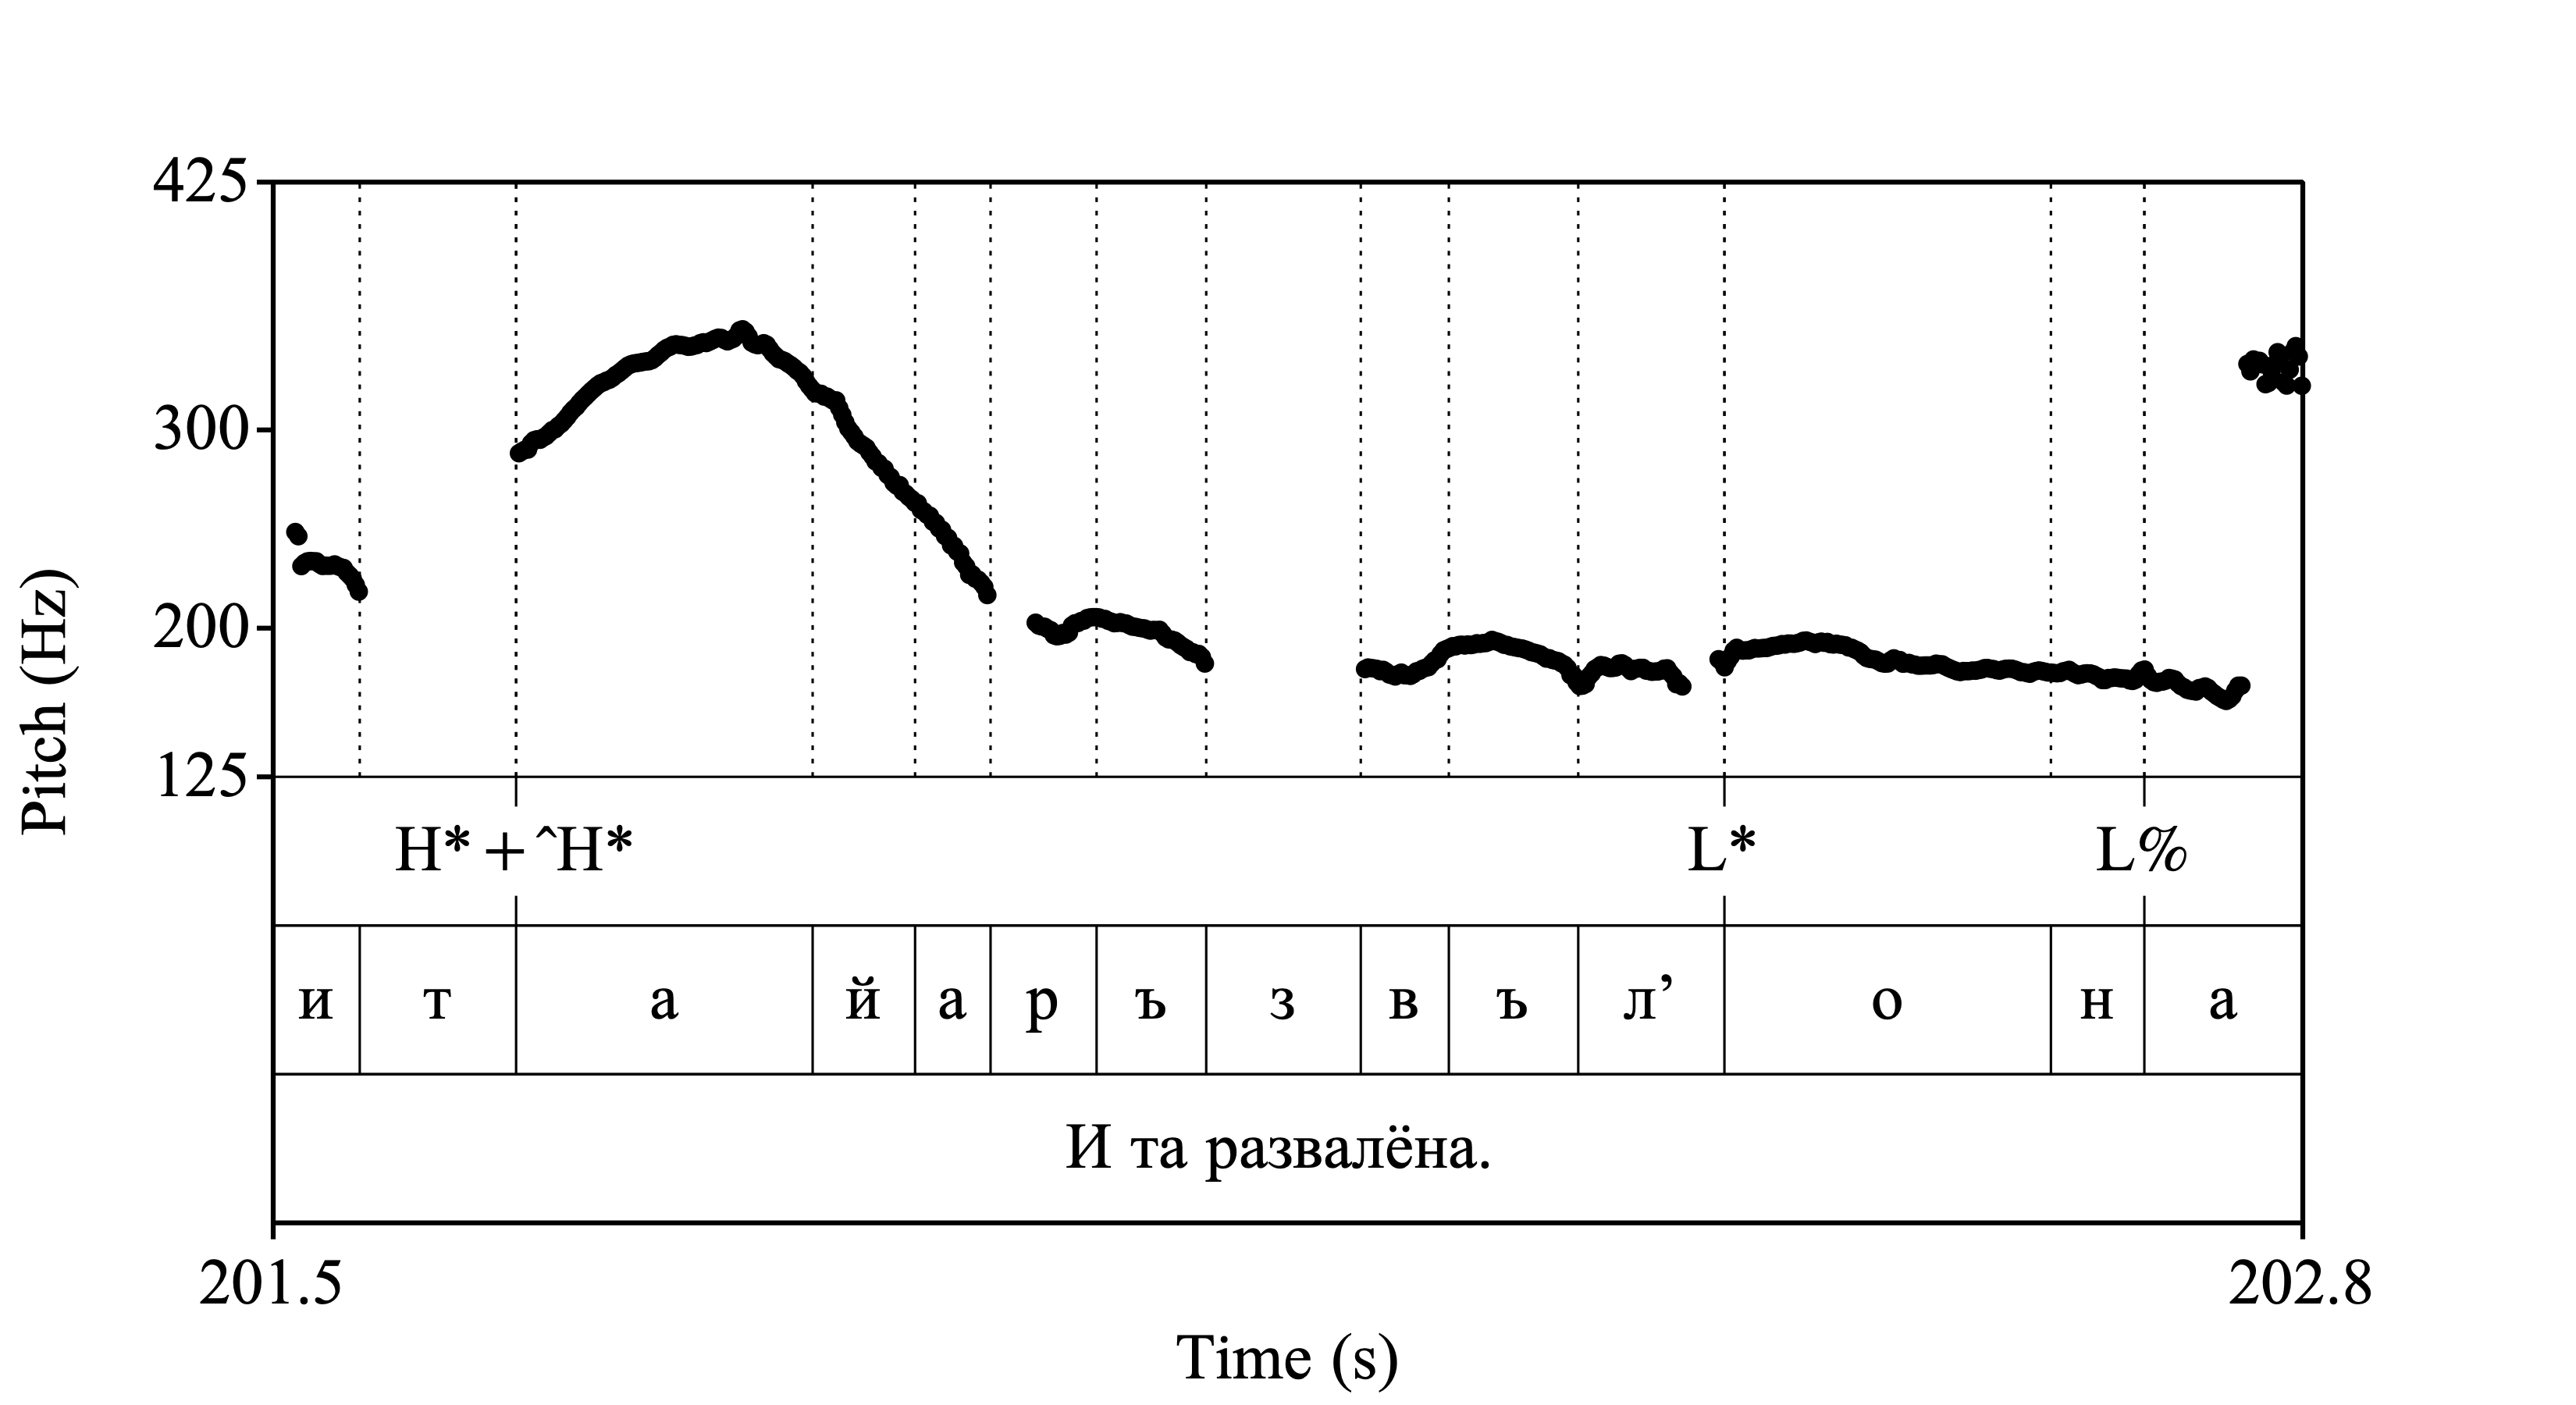 425
300
200
125
Pitch (Hz)
H* + ^H* L* L%
и т а й а р ъ з в ъ л’ о н а
И та развалёна.
201.5 202.8
Time (s)